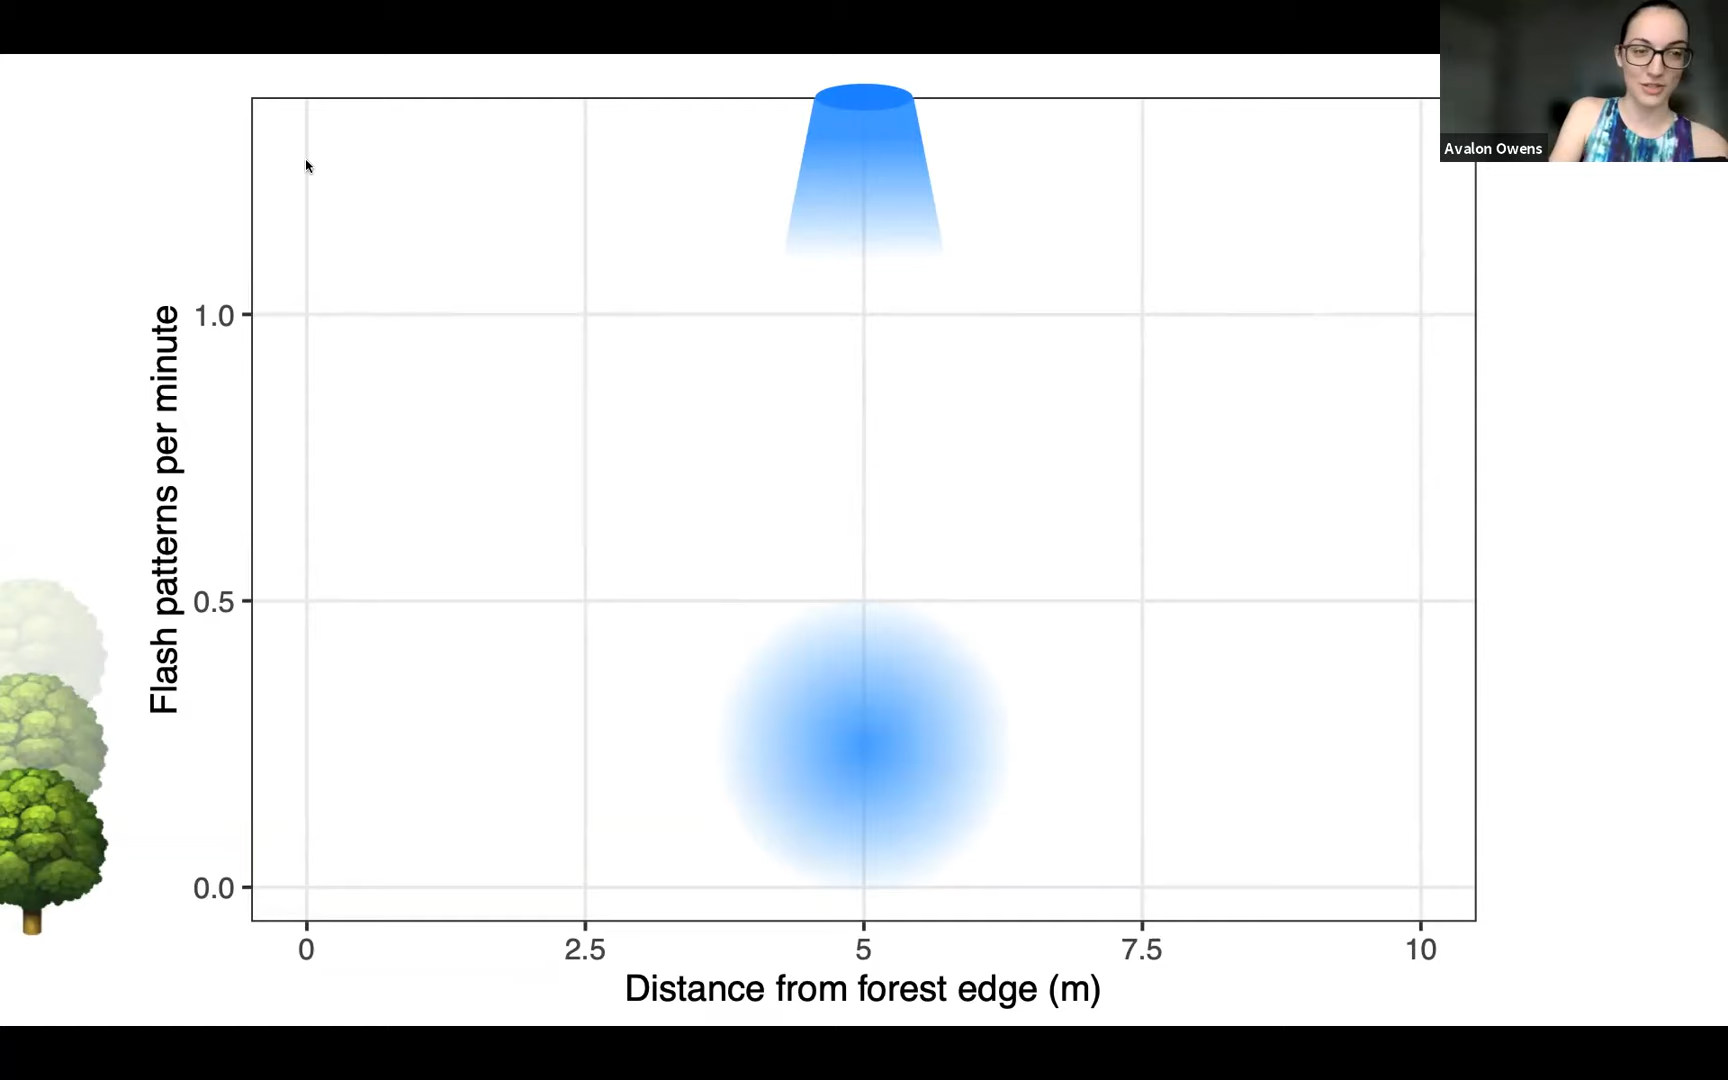 Avalon Owens
Flash patterns per minute
1.0
0.5
0.0
0 2.5 5 7.5 10
Distance from forest edge (m)